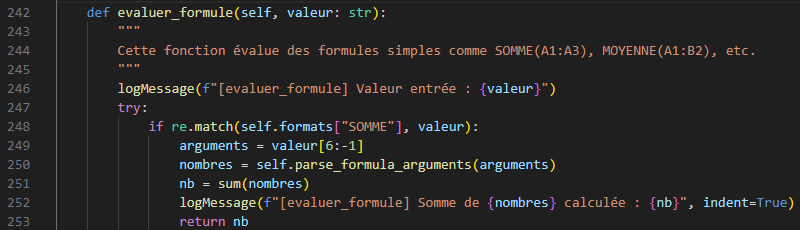 242 def evaluer_formule(self, valeur: str):
243 """
244 Cette fonction évalue des formules simples comme SOMME(A1:A3), MOYENNE(A1:B2), etc.
245 """
246 logMessage(f"[evaluer_formule] Valeur entrée : {valeur}")
247 try:
248 if re.match(self.formats["SOMME"], valeur):
249 arguments = valeur[6:-1]
250 nombres = self.parse_formula_arguments(arguments)
251 nb = sum(nombres)
252 logMessage(f"[evaluer_formule] Somme de {nombres} calculée : {nb}", indent=True)
253 return nb